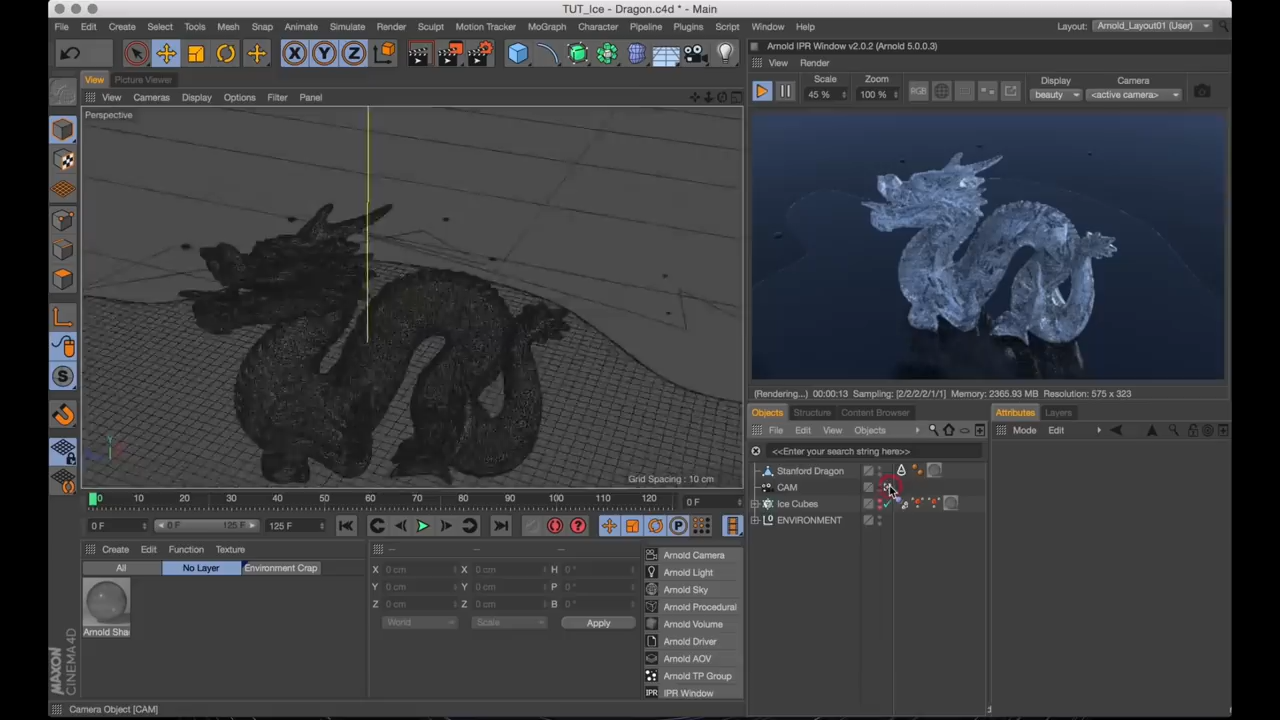 TUT_Ice - Dragon.c4d * - Main
File Edit Create Select Tools Mesh Snap Animate Simulate Render Sculpt Motion Tracker MoGraph Character Pipeline Plugins Script Window Help
Layout: Arnold_Layout01 (User)
X Y Z
Arnold IPR Window v2.0.2 (Arnold 5.0.0.3)
View Render
Scale Zoom Display Camera
45 % 100 % RGB beauty <active camera>
View Picture Viewer
View Cameras Display Options Filter Panel
Perspective
Grid Spacing : 10 cm
(Rendering...) 00:00:13 Sampling: [2/2/2/2/1/1] Memory: 2365.93 MB Resolution: 575 x 323
Objects Structure Content Browser
File Edit View Objects
<<Enter your search string here>>
Stanford Dragon
CAM
Ice Cubes
ENVIRONMENT
Attributes Layers
Mode Edit
0 10 20 30 40 50 60 70 80 90 100 110 120 0 F
0 F 0 F 125 F 125 F
Create Edit Function Texture
All No Layer Environment Crap
Arnold Sha
X 0 cm X 0 cm H 0 °
Y 0 cm Y 0 cm P 0 °
Z 0 cm Z 0 cm B 0 °
World Scale Apply
Arnold Camera
Arnold Light
Arnold Sky
Arnold Procedural
Arnold Volume
Arnold Driver
Arnold AOV
Arnold TP Group
IPR IPR Window
MAXON CINEMA4D
Camera Object [CAM]